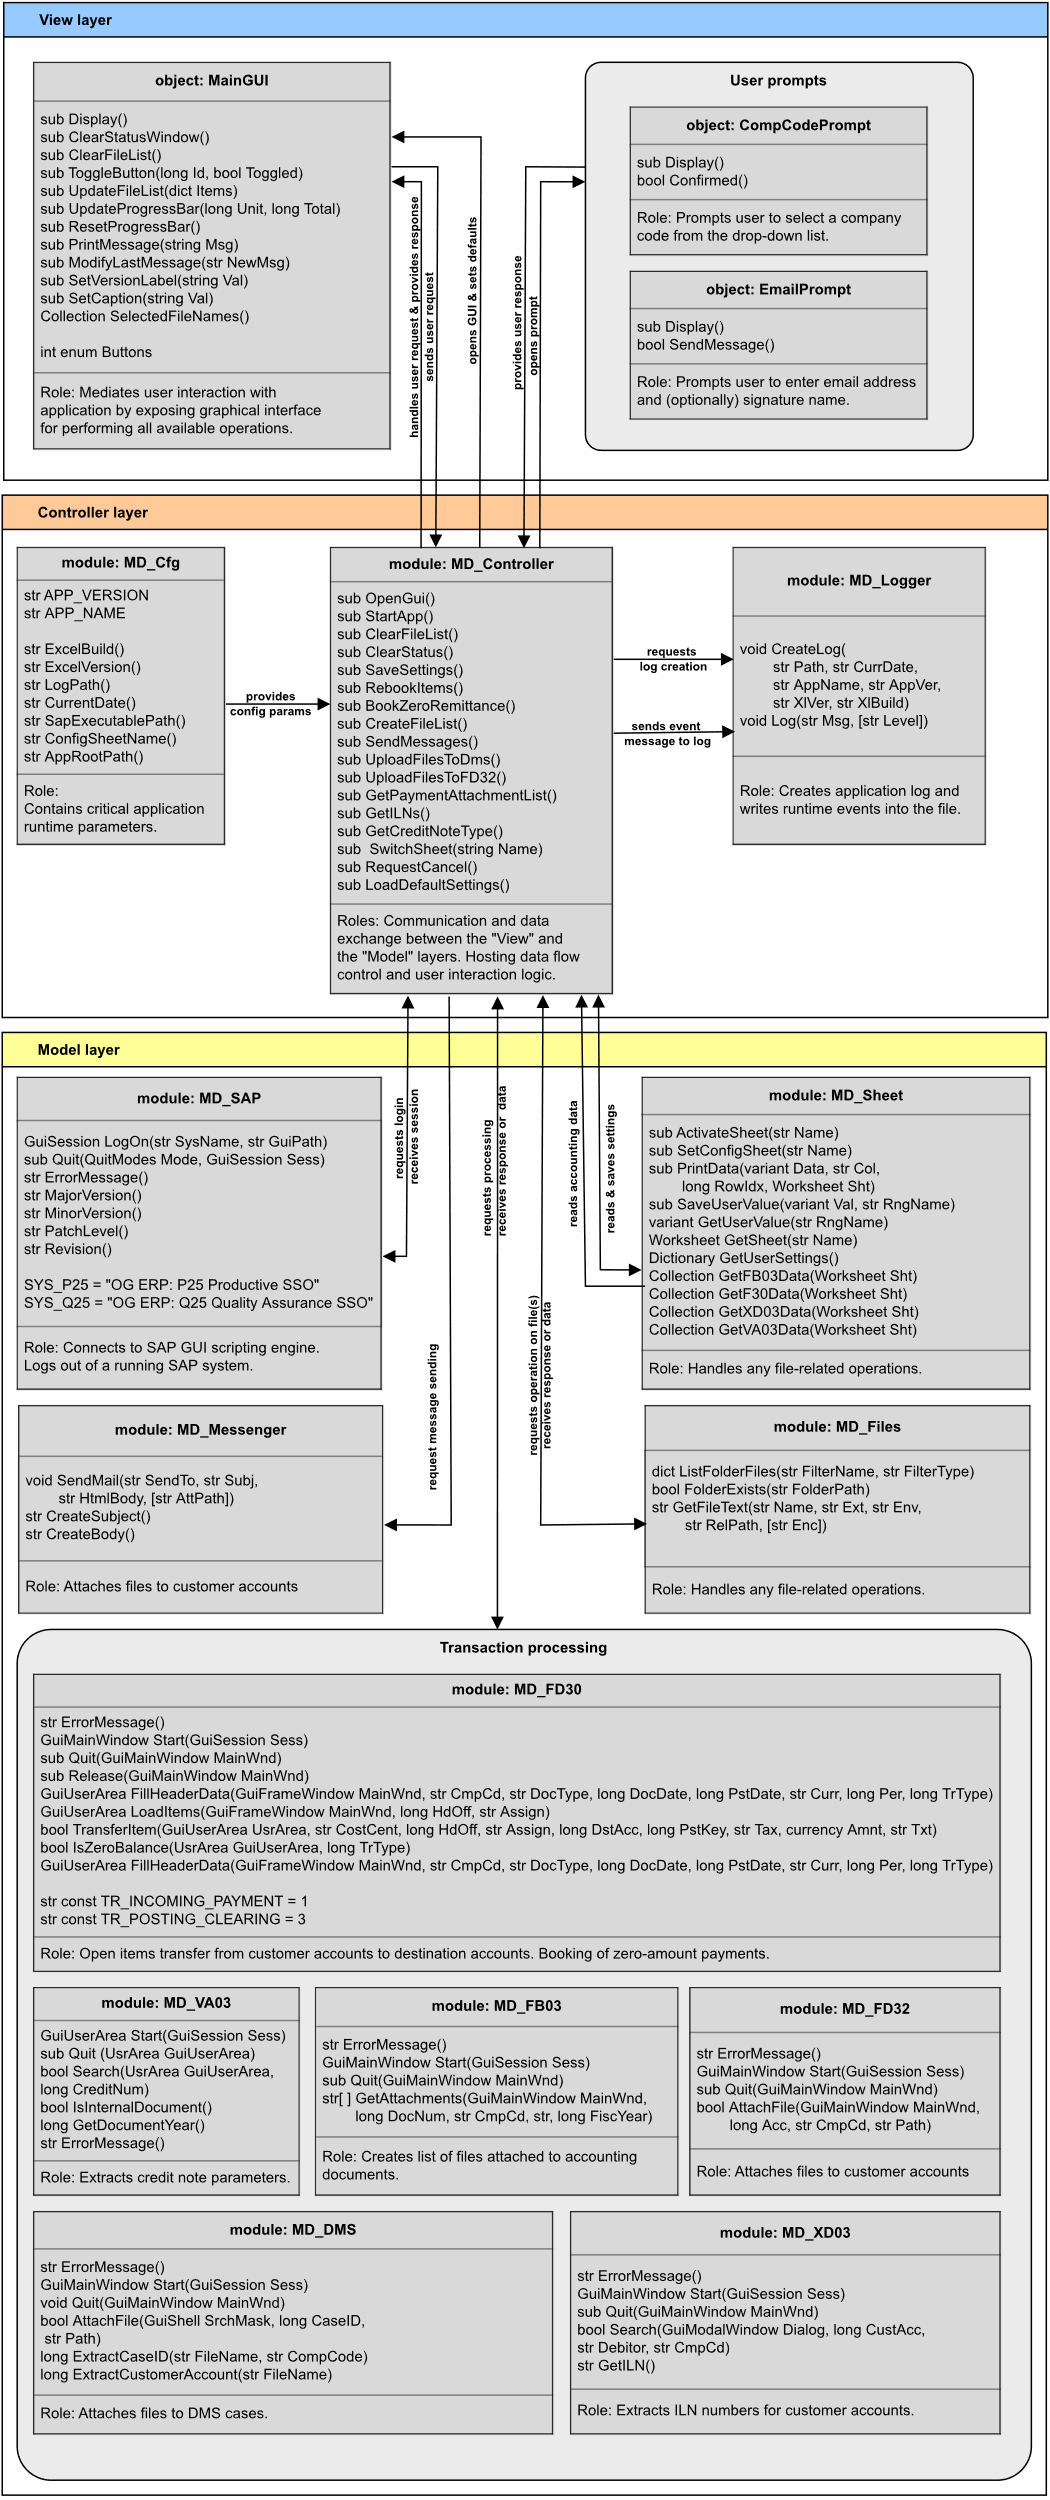 View layer
object: MainGUI
sub Display()
sub ClearStatusWindow()
sub ClearFileList()
sub ToggleButton(long Id, bool Toggled)
sub UpdateFileList(dict Items)
sub UpdateProgressBar(long Unit, long Total)
sub ResetProgressBar()
sub PrintMessage(string Msg)
sub ModifyLastMessage(str NewMsg)
sub SetVersionLabel(string Val)
sub SetCaption(string Val)
Collection SelectedFileNames()
int enum Buttons
Role: Mediates user interaction with
application by exposing graphical interface
for performing all available operations.
handles user request & provides response
sends user request
opens GUI & sets defaults
provides user response
opens prompt
User prompts
object: CompCodePrompt
sub Display()
bool Confirmed()
Role: Prompts user to select a company
code from the drop-down list.
object: EmailPrompt
sub Display()
bool SendMessage()
Role: Prompts user to enter email address
and (optionally) signature name.
Controller layer
module: MD_Cfg
str APP_VERSION
str APP_NAME
str ExcelBuild()
str ExcelVersion()
str LogPath()
str CurrentDate()
str SapExecutablePath()
str ConfigSheetName()
str AppRootPath()
Role:
Contains critical application
runtime parameters.
provides
config params
module: MD_Controller
sub OpenGui()
sub StartApp()
sub ClearFileList()
sub ClearStatus()
sub SaveSettings()
sub RebookItems()
sub BookZeroRemittance()
sub CreateFileList()
sub SendMessages()
sub UploadFilesToDms()
sub UploadFilesToFD32()
sub GetPaymentAttachmentList()
sub GetILNs()
sub GetCreditNoteType()
sub  SwitchSheet(string Name)
sub RequestCancel()
sub LoadDefaultSettings()
Roles: Communication and data
exchange between the "View" and
the "Model" layers. Hosting data flow
control and user interaction logic.
requests
log creation
sends event
message to log
module: MD_Logger
void CreateLog(
str Path, str CurrDate,
str AppName, str AppVer,
str XlVer, str XlBuild)
void Log(str Msg, [str Level])
Role: Creates application log and
writes runtime events into the file.
Model layer
module: MD_SAP
GuiSession LogOn(str SysName, str GuiPath)
sub Quit(QuitModes Mode, GuiSession Sess)
str ErrorMessage()
str MajorVersion()
str MinorVersion()
str PatchLevel()
str Revision()
SYS_P25 = "OG ERP: P25 Productive SSO"
SYS_Q25 = "OG ERP: Q25 Quality Assurance SSO"
Role: Connects to SAP GUI scripting engine.
Logs out of a running SAP system.
requests login
receives session
request message sending
requests processing
receives response or  data
requests operation on file(s)
receives response or data
reads accounting data
reads & saves settings
module: MD_Sheet
sub ActivateSheet(str Name)
sub SetConfigSheet(str Name)
sub PrintData(variant Data, str Col,
long RowIdx, Worksheet Sht)
sub SaveUserValue(variant Val, str RngName)
variant GetUserValue(str RngName)
Worksheet GetSheet(str Name)
Dictionary GetUserSettings()
Collection GetFB03Data(Worksheet Sht)
Collection GetF30Data(Worksheet Sht)
Collection GetXD03Data(Worksheet Sht)
Collection GetVA03Data(Worksheet Sht)
Role: Handles any file-related operations.
module: MD_Messenger
void SendMail(str SendTo, str Subj,
str HtmlBody, [str AttPath])
str CreateSubject()
str CreateBody()
Role: Attaches files to customer accounts
module: MD_Files
dict ListFolderFiles(str FilterName, str FilterType)
bool FolderExists(str FolderPath)
str GetFileText(str Name, str Ext, str Env,
str RelPath, [str Enc])
Role: Handles any file-related operations.
Transaction processing
module: MD_FD30
str ErrorMessage()
GuiMainWindow Start(GuiSession Sess)
sub Quit(GuiMainWindow MainWnd)
sub Release(GuiMainWindow MainWnd)
GuiUserArea FillHeaderData(GuiFrameWindow MainWnd, str CmpCd, str DocType, long DocDate, long PstDate, str Curr, long Per, long TrType)
GuiUserArea LoadItems(GuiFrameWindow MainWnd, long HdOff, str Assign)
bool TransferItem(GuiUserArea UsrArea, str CostCent, long HdOff, str Assign, long DstAcc, long PstKey, str Tax, currency Amnt, str Txt)
bool IsZeroBalance(UsrArea GuiUserArea, long TrType)
GuiUserArea FillHeaderData(GuiFrameWindow MainWnd, str CmpCd, str DocType, long DocDate, long PstDate, str Curr, long Per, long TrType)
str const TR_INCOMING_PAYMENT = 1
str const TR_POSTING_CLEARING = 3
Role: Open items transfer from customer accounts to destination accounts. Booking of zero-amount payments.
module: MD_VA03
GuiUserArea Start(GuiSession Sess)
sub Quit (UsrArea GuiUserArea)
bool Search(UsrArea GuiUserArea,
long CreditNum)
bool IsInternalDocument()
long GetDocumentYear()
str ErrorMessage()
Role: Extracts credit note parameters.
module: MD_FB03
str ErrorMessage()
GuiMainWindow Start(GuiSession Sess)
sub Quit(GuiMainWindow MainWnd)
str[ ] GetAttachments(GuiMainWindow MainWnd,
long DocNum, str CmpCd, str, long FiscYear)
Role: Creates list of files attached to accounting
documents.
module: MD_FD32
str ErrorMessage()
GuiMainWindow Start(GuiSession Sess)
sub Quit(GuiMainWindow MainWnd)
bool AttachFile(GuiMainWindow MainWnd,
long Acc, str CmpCd, str Path)
Role: Attaches files to customer accounts
module: MD_DMS
str ErrorMessage()
GuiMainWindow Start(GuiSession Sess)
void Quit(GuiMainWindow MainWnd)
bool AttachFile(GuiShell SrchMask, long CaseID,
str Path)
long ExtractCaseID(str FileName, str CompCode)
long ExtractCustomerAccount(str FileName)
Role: Attaches files to DMS cases.
module: MD_XD03
str ErrorMessage()
GuiMainWindow Start(GuiSession Sess)
sub Quit(GuiMainWindow MainWnd)
bool Search(GuiModalWindow Dialog, long CustAcc,
str Debitor, str CmpCd)
str GetILN()
Role: Extracts ILN numbers for customer accounts.